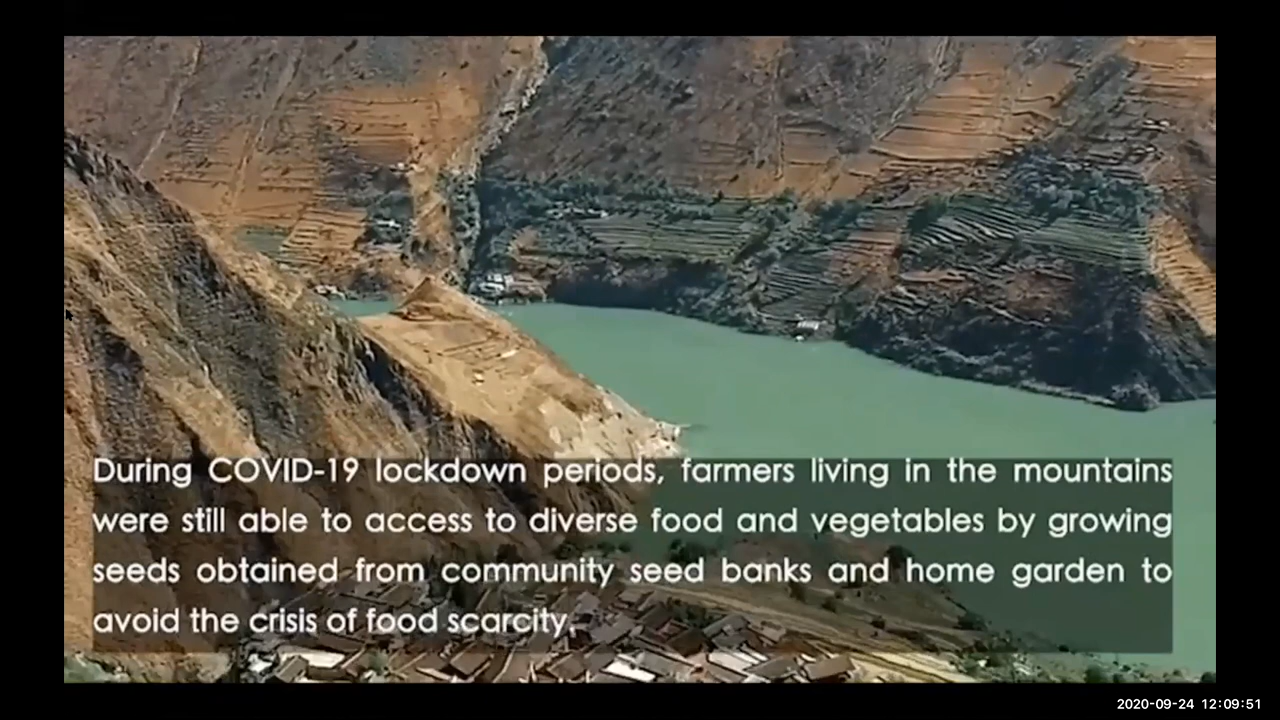 During COVID-19 lockdown periods, farmers living in the mountains
were still able to access to diverse food and vegetables by growing
seeds obtained from community seed banks and home garden to
avoid the crisis of food scarcity.
2020-09-24 12:09:51